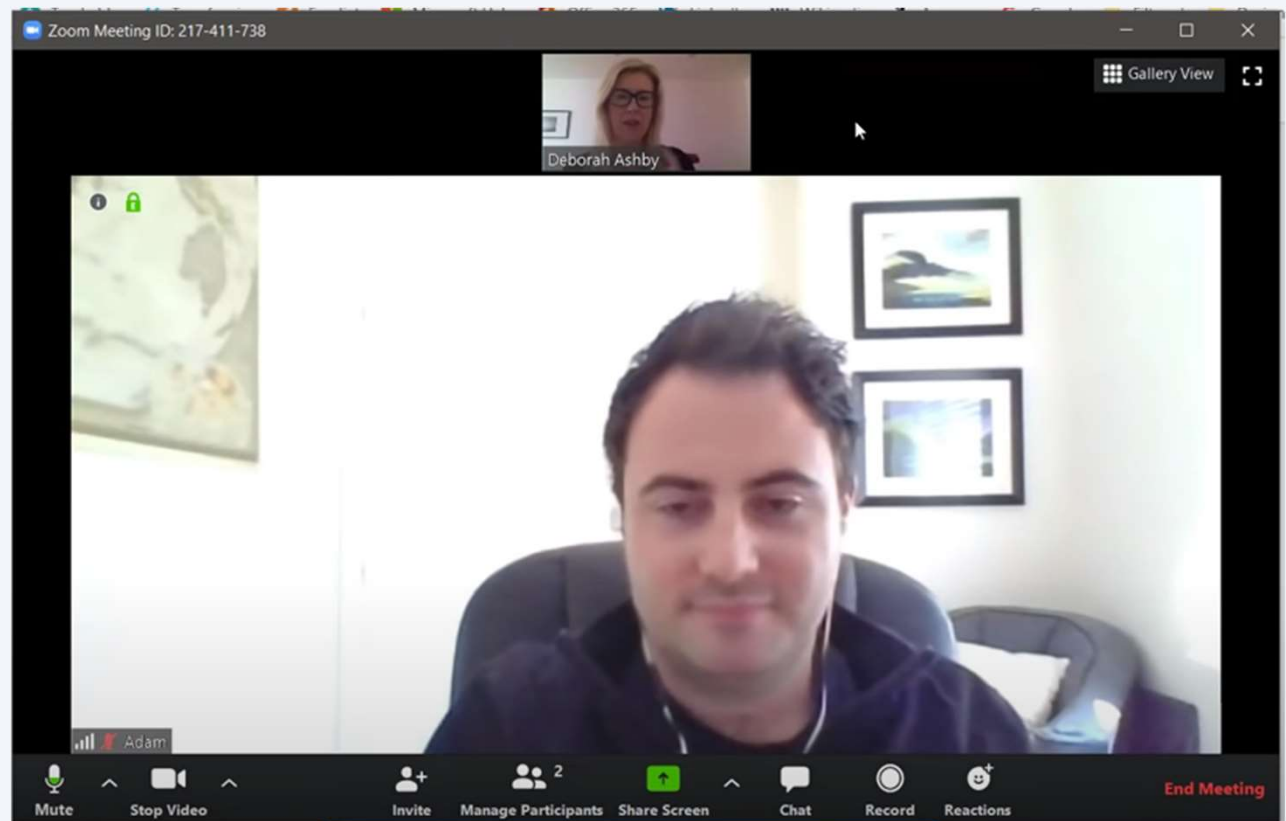 Zoom Meeting ID: 217-411-738
Gallery View
Deborah Ashby
Adam
2
Mute
Stop Video
Invite
Manage Participants
Share Screen
Chat
Record
Reactions
End Meeting